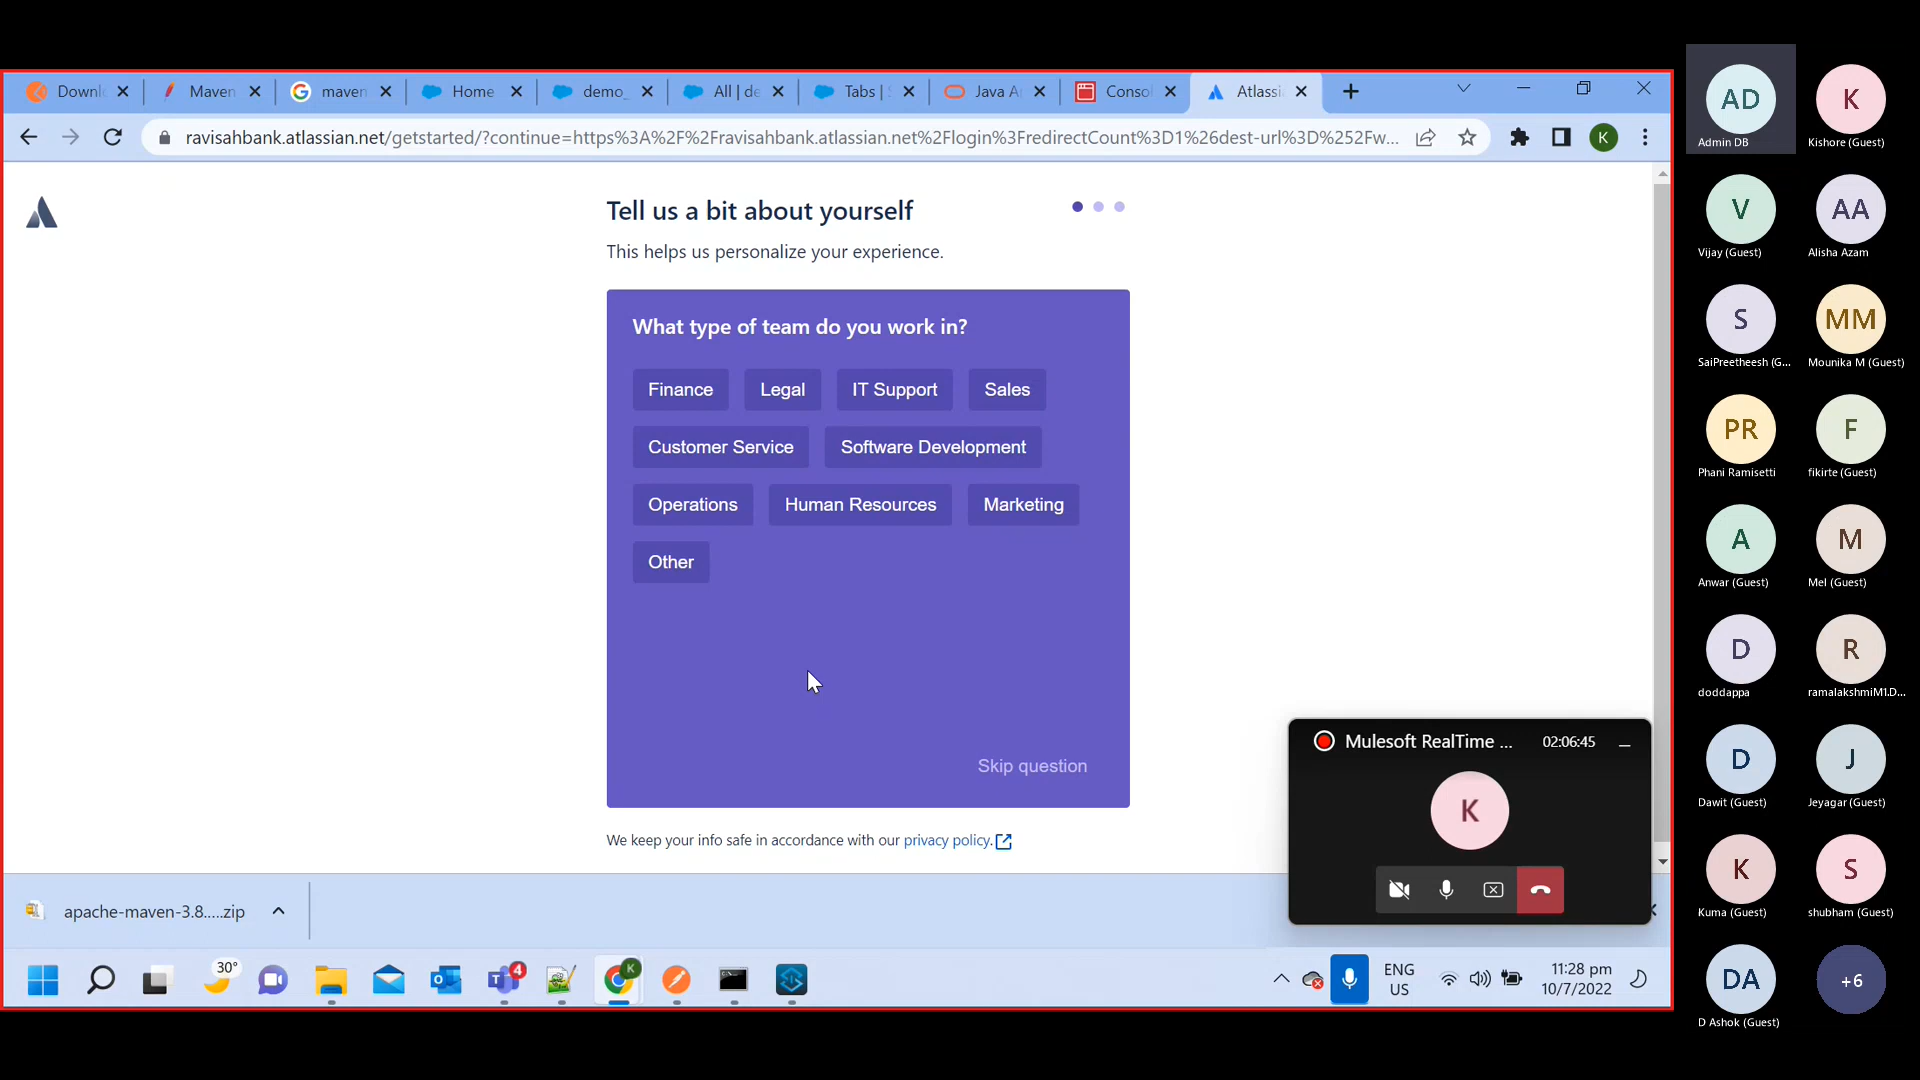 Downl
Maven
maven
Home
demo_
All | de
Tabs |
Java A
Consol
Atlassi
ravisahbank.atlassian.net/getstarted/?continue=https%3A%2F%2Fravisahbank.atlassian.net%2Flogin%3FredirectCount%3D1%26dest-url%3D%252Fw...
K
Tell us a bit about yourself
This helps us personalize your experience.
What type of team do you work in?
Finance
Legal
IT Support
Sales
Customer Service
Software Development
Operations
Human Resources
Marketing
Other
Skip question
We keep your info safe in accordance with our privacy policy.
Mulesoft RealTime ...
02:06:45
K
apache-maven-3.8.....zip
30°
4
K
ENG
US
11:28 pm
10/7/2022
AD
Admin DB
K
Kishore (Guest)
V
Vijay (Guest)
AA
Alisha Azam
S
SaiPreetheesh (G...
MM
Mounika M (Guest)
PR
Phani Ramisetti
F
fikirte (Guest)
A
Anwar (Guest)
M
Mel (Guest)
D
doddappa
R
ramalakshmiM1.D...
D
Dawit (Guest)
J
Jeyagar (Guest)
K
Kuma (Guest)
S
shubham (Guest)
DA
D Ashok (Guest)
+6